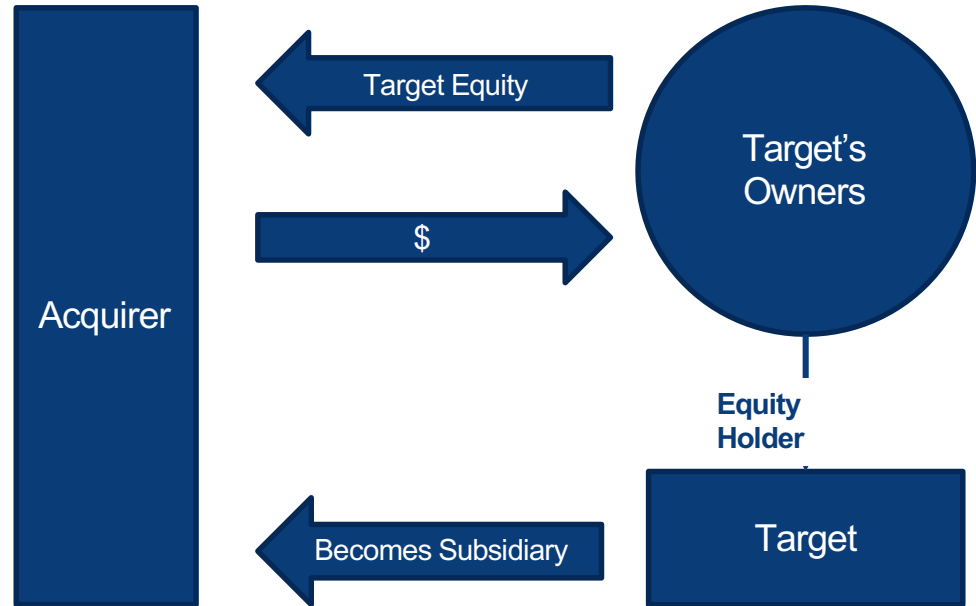 Target Equity
Target's
Owners
$
Acquirer
Equity
Holder
Becomes Subsidiary
Target